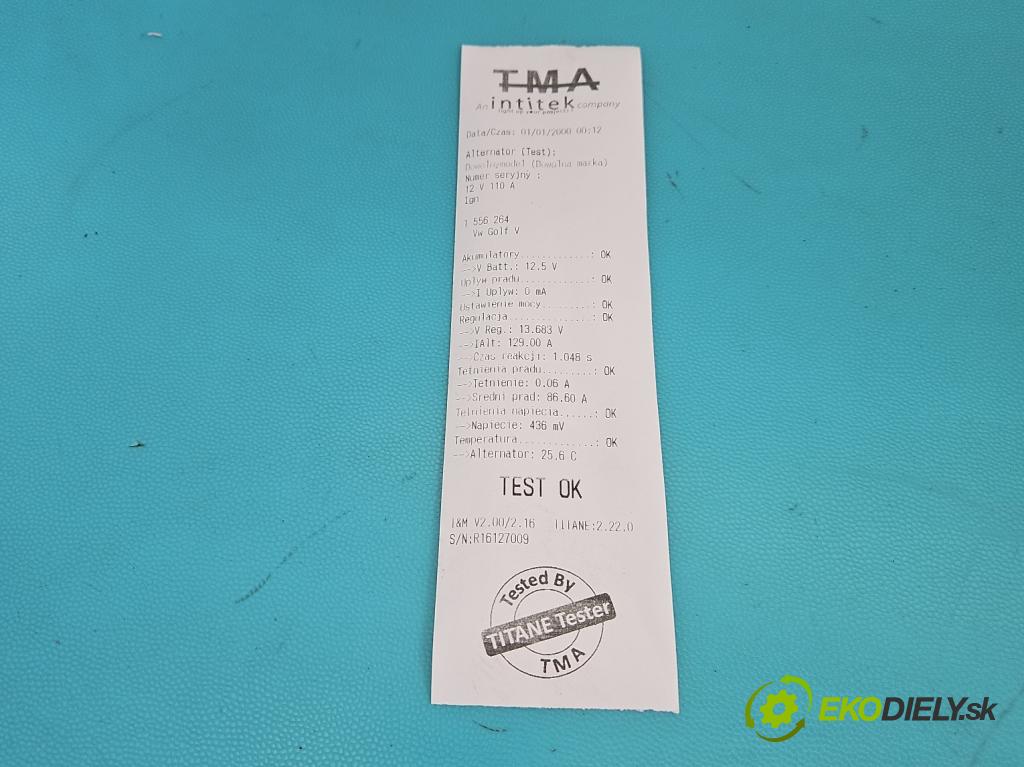 TMA
An intitek company
light up your projects
Data/Czas: 01/01/2000 00:12
Alternator (Test):
Dowolnymodel (Dowolna marka)
Numer seryjny :
12 V 110 A
Ign
1 556 264
Vw Golf V
Akumulatory............: OK
-->V Batt.: 12.5 V
Uplyw pradu............: OK
-->I Uplyw: 0 mA
Ustawienie mocy........: OK
Regulacja..............: OK
-->V Reg.: 13.683 V
-->IAlt: 129.00 A
-->Czas reakcji: 1.048 s
Tetnienia pradu........: OK
-->Tetnienie: 0.06 A
-->Sredni prad: 86.60 A
Tetnienia napiecia.....: OK
-->Napiecie: 436 mV
Temperatura............: OK
-->Alternator: 25.6 C
TEST OK
I&M V2.00/2.16 TITANE:2.22.0
S/N:R16127009
Tested By
TITANE Tester
TMA
EKODIELY.sk